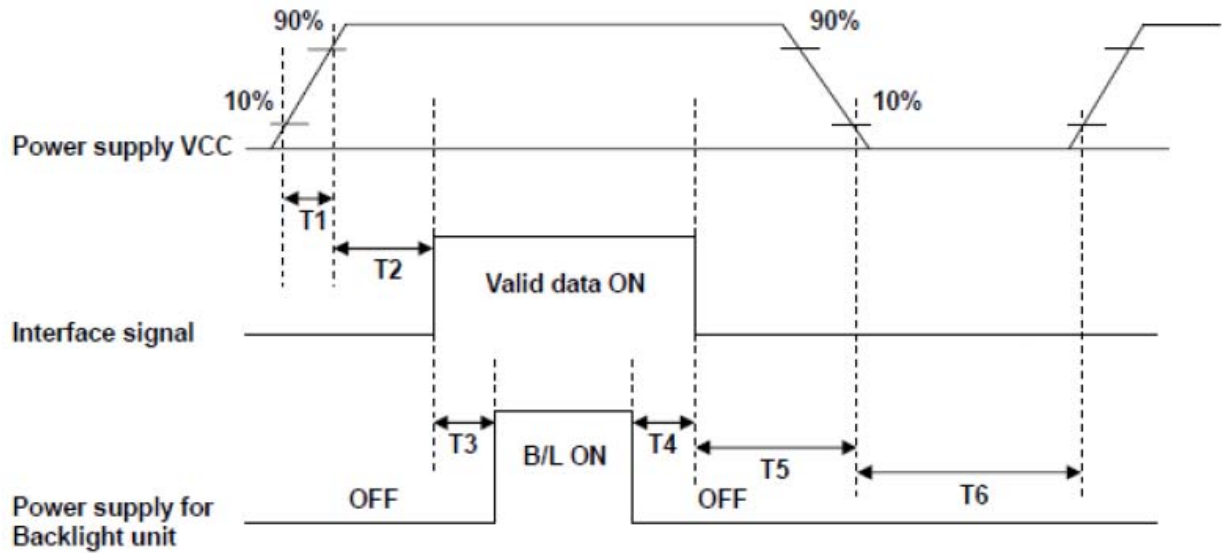 90%
90%
10%
10%
Power supply VCC
T1
T2
Valid data ON
Interface signal
T3
T4
B/L ON
T5
T6
OFF
OFF
Power supply for
Backlight unit